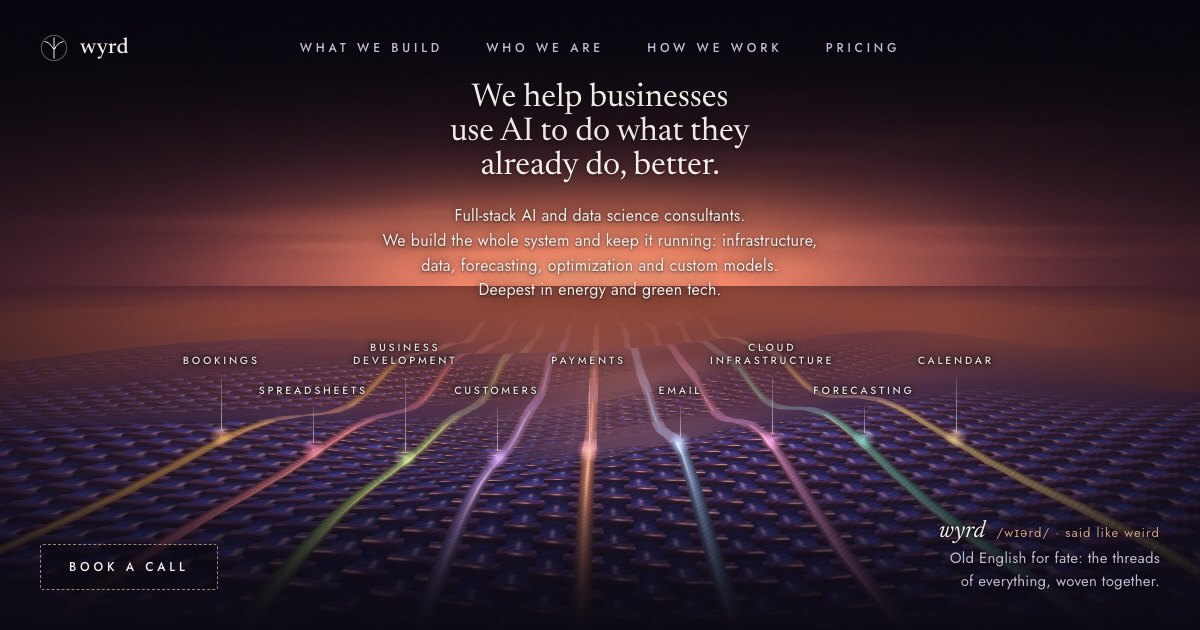 wyrd
WHAT WE BUILD
WHO WE ARE
HOW WE WORK
PRICING
We help businesses
use AI to do what they
already do, better.
Full-stack AI and data science consultants.
We build the whole system and keep it running: infrastructure,
data, forecasting, optimization and custom models.
Deepest in energy and green tech.
BOOKINGS
SPREADSHEETS
BUSINESS
DEVELOPMENT
CUSTOMERS
PAYMENTS
EMAIL
CLOUD
INFRASTRUCTURE
FORECASTING
CALENDAR
BOOK A CALL
wyrd /wɪərd/ · said like weird
Old English for fate: the threads
of everything, woven together.